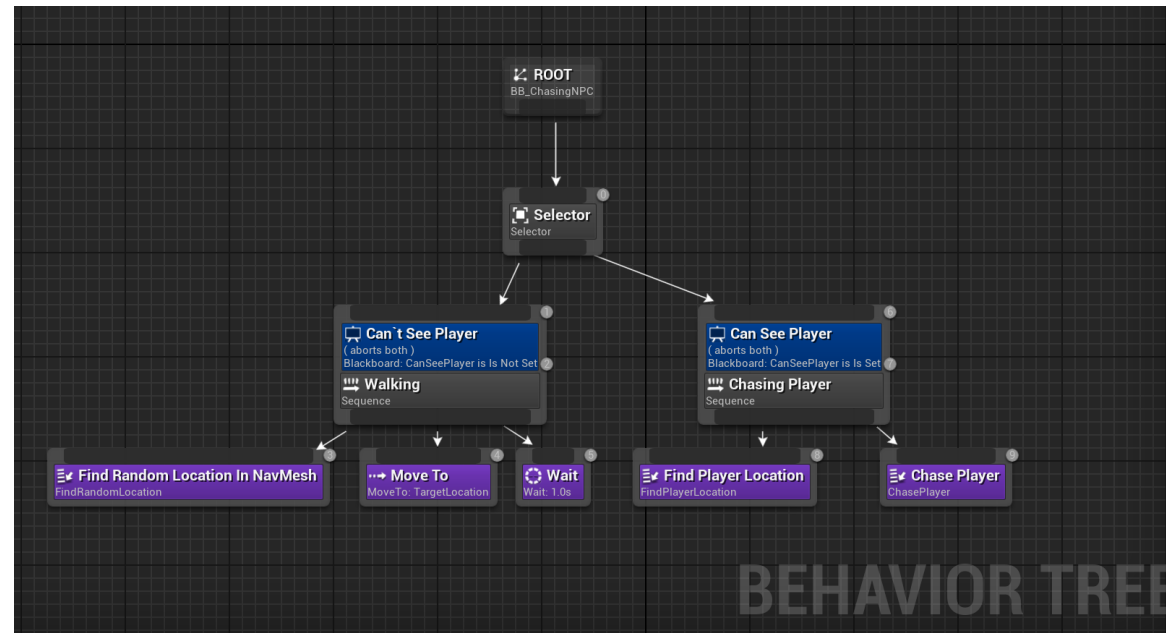 ROOT
BB_ChasingNPC
0
Selector
Selector
1
Can`t See Player
( aborts both )
Blackboard: CanSeePlayer is Is Not Set
2
Walking
Sequence
6
Can See Player
( aborts both )
Blackboard: CanSeePlayer is Is Set
7
Chasing Player
Sequence
3
Find Random Location In NavMesh
FindRandomLocation
4
Move To
MoveTo: TargetLocation
5
Wait
Wait: 1.0s
8
Find Player Location
FindPlayerLocation
9
Chase Player
ChasePlayer
BEHAVIOR TREE